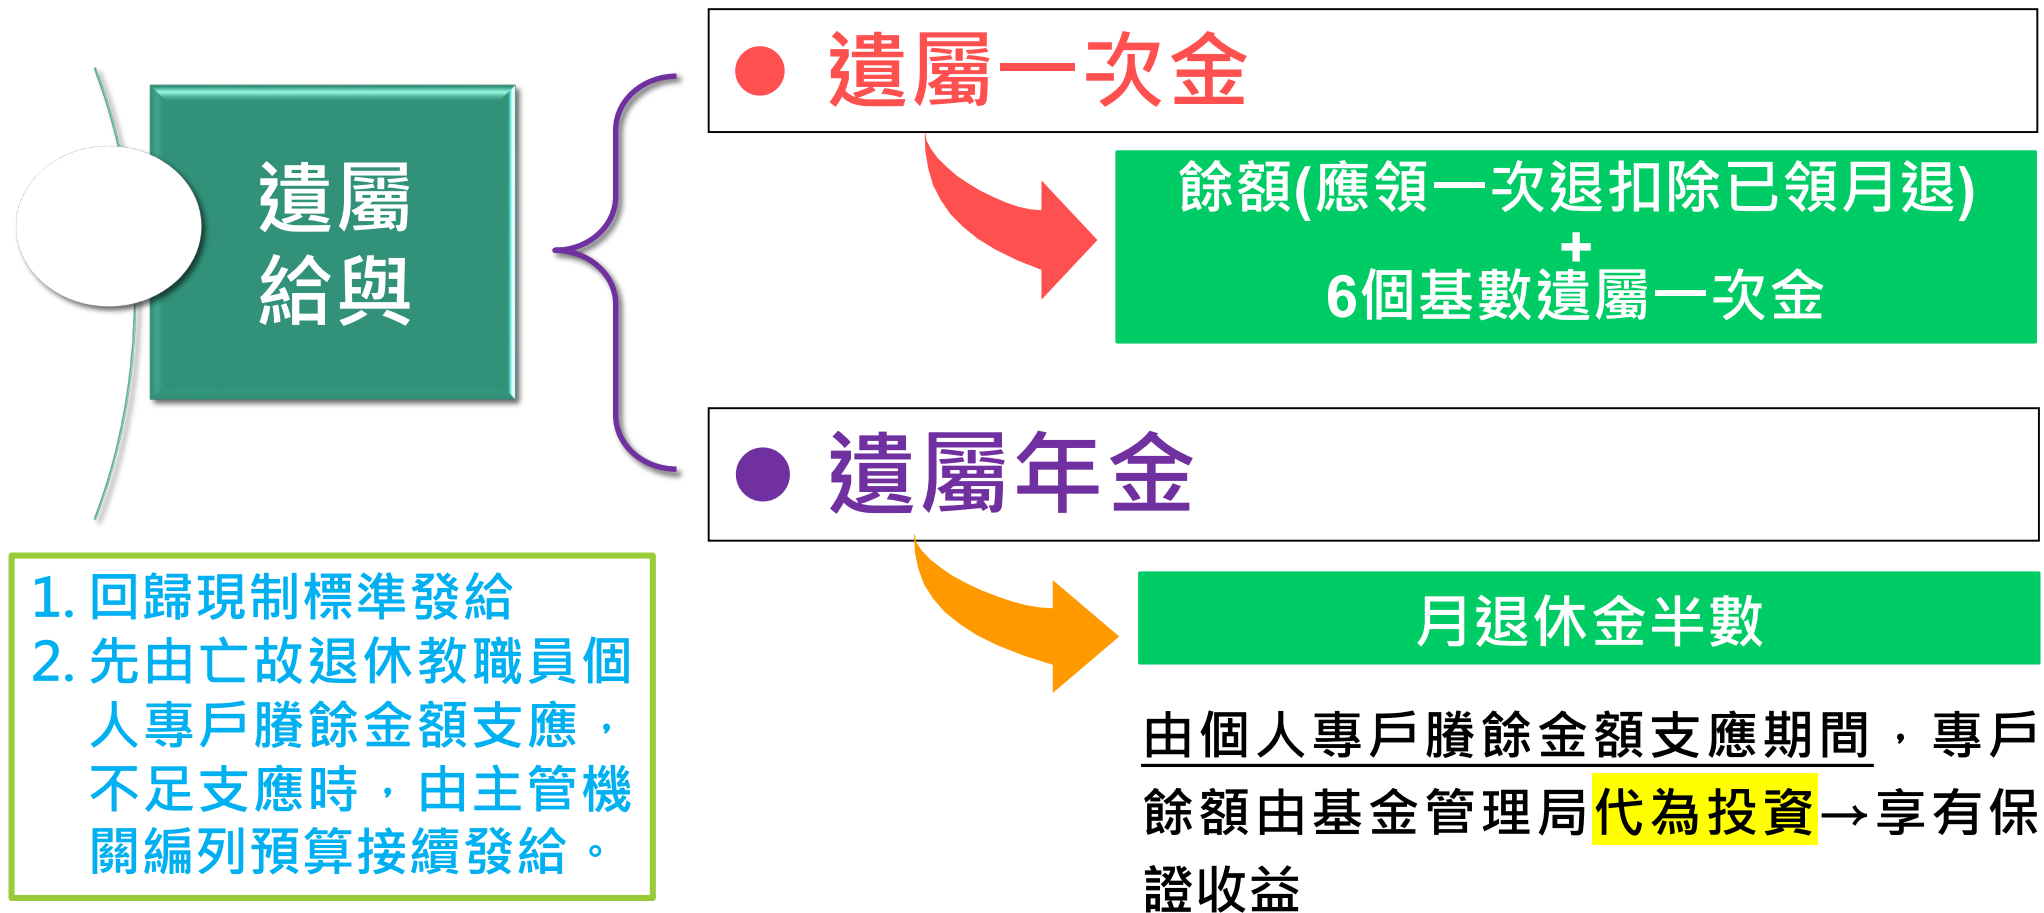 遺屬
給與
● 遺屬一次金
餘額(應領一次退扣除已領月退)
+
6個基數遺屬一次金
● 遺屬年金
月退休金半數
由個人專戶賸餘金額支應期間，專戶
餘額由基金管理局代為投資→享有保
證收益
1. 回歸現制標準發給
2. 先由亡故退休教職員個
人專戶賸餘金額支應，
不足支應時，由主管機
關編列預算接續發給。